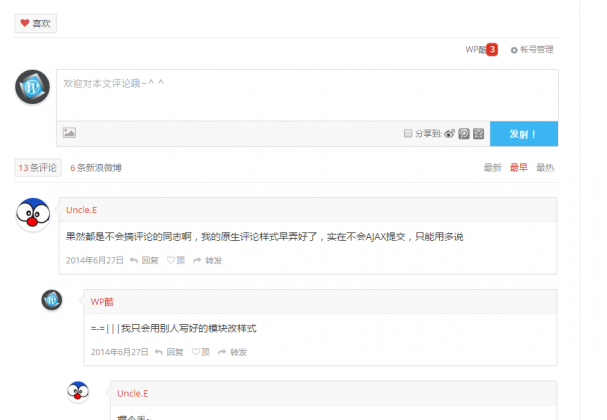 喜欢
WP酷 3 帐号管理
欢迎对本文评论哦~^ ^
分享到: 发射！
13条评论 6条新浪微博 最新 最早 最热
Uncle.E
果然都是不会搞评论的同志啊，我的原生评论样式早弄好了，实在不会AJAX提交，只能用多说
2014年6月27日 回复 顶 转发
WP酷
=-=|||我只会用别人写好的模块改样式
2014年6月27日 回复 顶 转发
Uncle.E